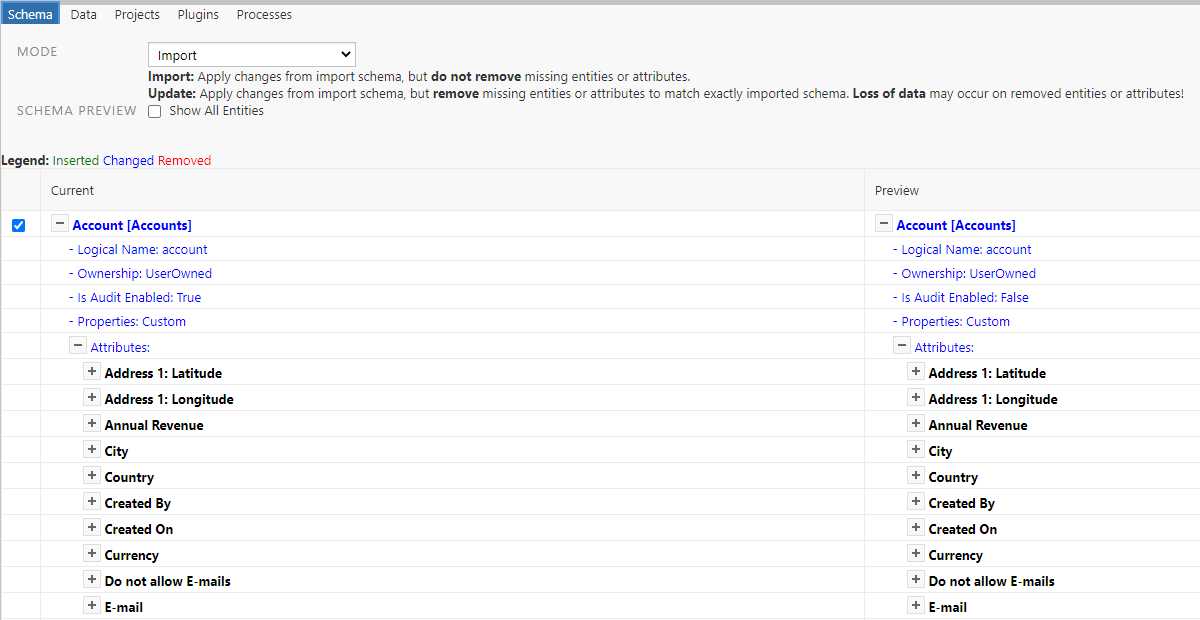 Schema Data Projects Plugins Processes
MODE Import
Import: Apply changes from import schema, but do not remove missing entities or attributes.
Update: Apply changes from import schema, but remove missing entities or attributes to match exactly imported schema. Loss of data may occur on removed entities or attributes!
SCHEMA PREVIEW Show All Entities
Legend: Inserted Changed Removed
Current Preview
Account [Accounts] Account [Accounts]
- Logical Name: account - Logical Name: account
- Ownership: UserOwned - Ownership: UserOwned
- Is Audit Enabled: True - Is Audit Enabled: False
- Properties: Custom - Properties: Custom
Attributes: Attributes:
Address 1: Latitude Address 1: Latitude
Address 1: Longitude Address 1: Longitude
Annual Revenue Annual Revenue
City City
Country Country
Created By Created By
Created On Created On
Currency Currency
Do not allow E-mails Do not allow E-mails
E-mail E-mail